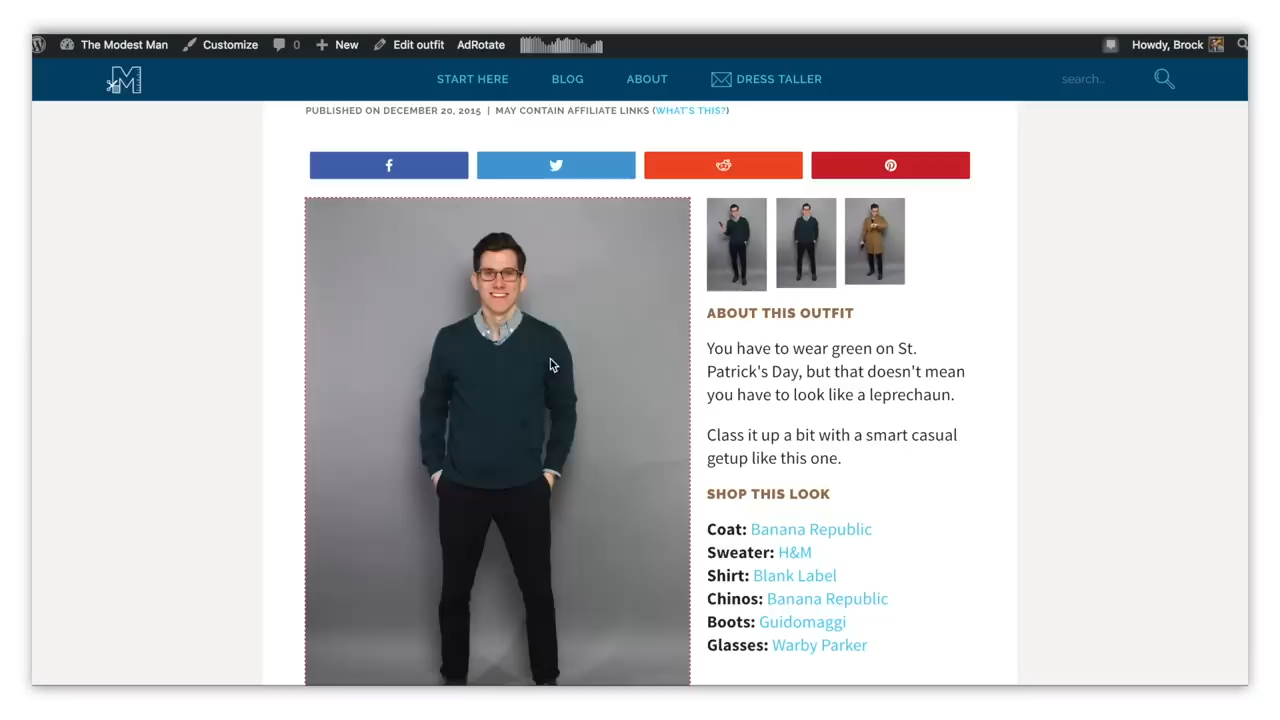 The Modest Man Customize 0 New Edit outfit AdRotate Howdy, Brock
M START HERE BLOG ABOUT DRESS TALLER search...
PUBLISHED ON DECEMBER 20, 2015 | MAY CONTAIN AFFILIATE LINKS (WHAT'S THIS?)
ABOUT THIS OUTFIT
You have to wear green on St.
Patrick's Day, but that doesn't mean
you have to look like a leprechaun.
Class it up a bit with a smart casual
getup like this one.
SHOP THIS LOOK
Coat: Banana Republic
Sweater: H&M
Shirt: Blank Label
Chinos: Banana Republic
Boots: Guidomaggi
Glasses: Warby Parker